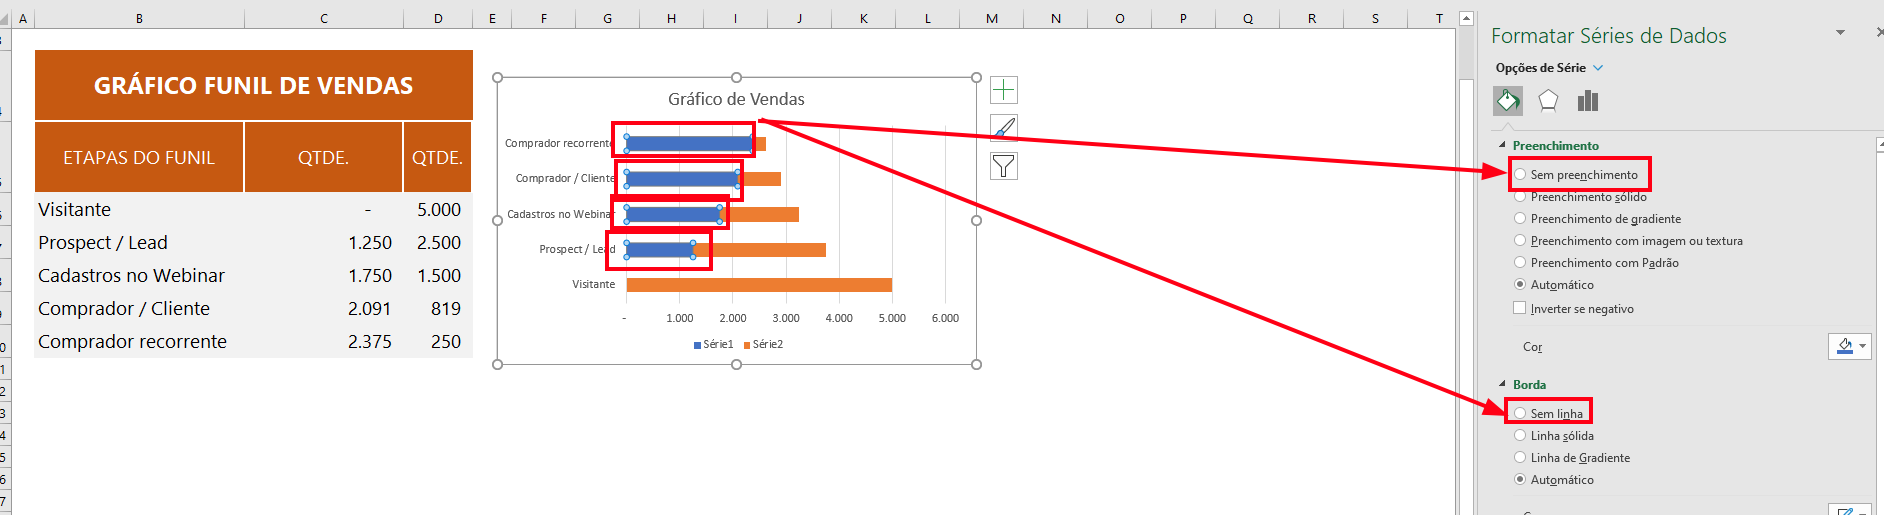 A B C D E F G H I J K L M N O P Q R S T
GRÁFICO FUNIL DE VENDAS
ETAPAS DO FUNIL QTDE. QTDE.
Visitante - 5.000
Prospect / Lead 1.250 2.500
Cadastros no Webinar 1.750 1.500
Comprador / Cliente 2.091 819
Comprador recorrente 2.375 250
Gráfico de Vendas
Comprador recorrente
Comprador / Cliente
Cadastros no Webinar
Prospect / Lead
Visitante
- 1.000 2.000 3.000 4.000 5.000 6.000
Série1 Série2
Formatar Séries de Dados
Opções de Série
Preenchimento
Sem preenchimento
Preenchimento sólido
Preenchimento de gradiente
Preenchimento com imagem ou textura
Preenchimento com Padrão
Automático
Inverter se negativo
Cor
Borda
Sem linha
Linha sólida
Linha de Gradiente
Automático